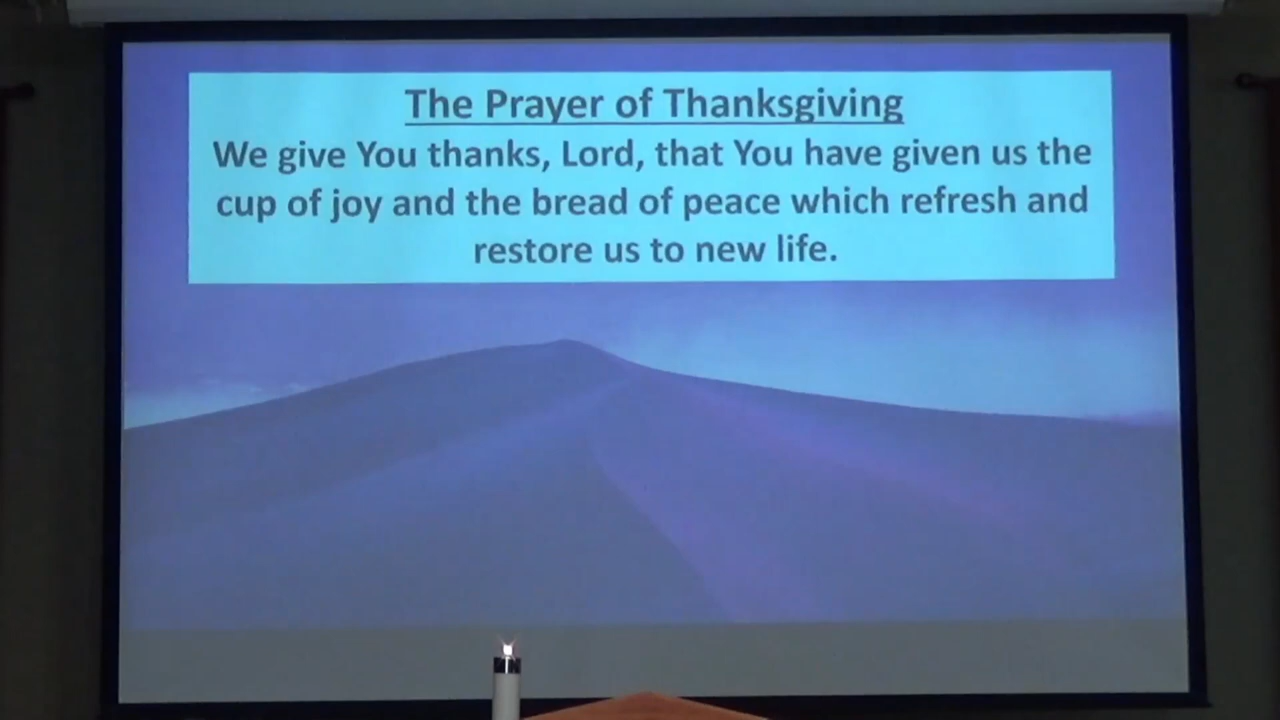 The Prayer of Thanksgiving
We give You thanks, Lord, that You have given us the
cup of joy and the bread of peace which refresh and
restore us to new life.